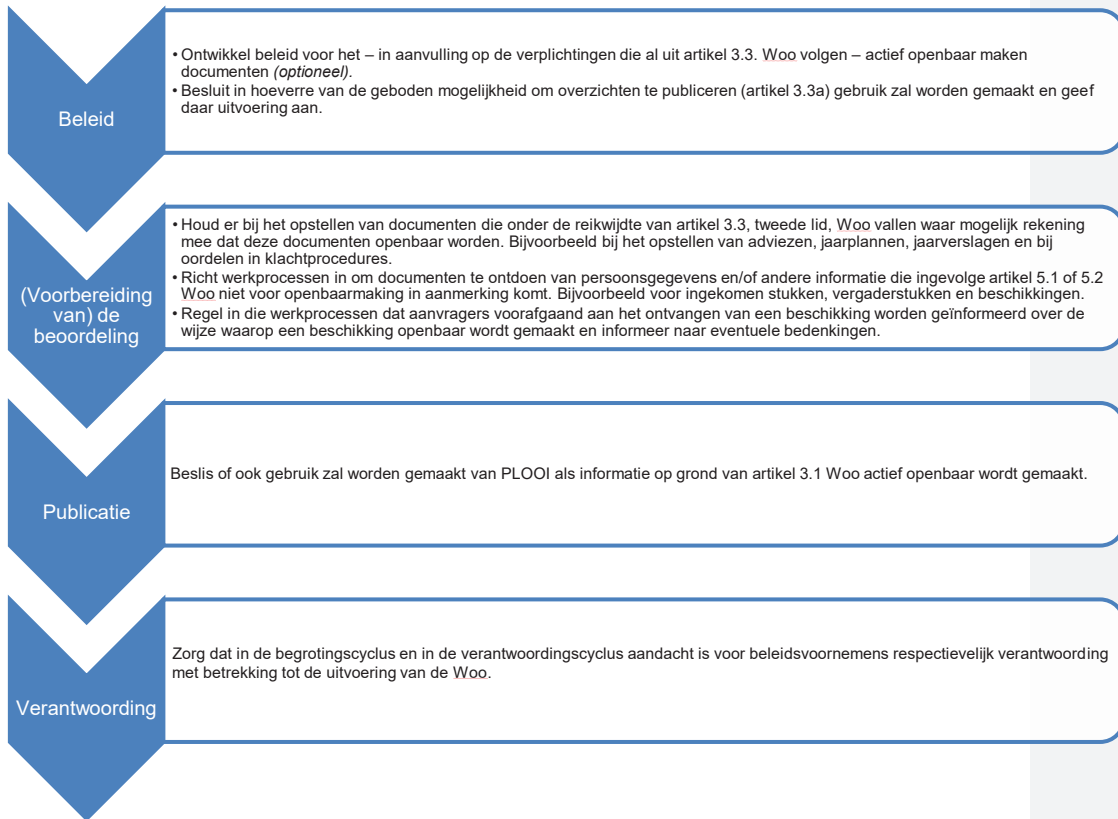 Beleid
• Ontwikkel beleid voor het – in aanvulling op de verplichtingen die al uit artikel 3.3. Woo volgen – actief openbaar maken
documenten (optioneel).
• Besluit in hoeverre van de geboden mogelijkheid om overzichten te publiceren (artikel 3.3a) gebruik zal worden gemaakt en geef
daar uitvoering aan.
(Voorbereiding
van) de
beoordeling
• Houd er bij het opstellen van documenten die onder de reikwijdte van artikel 3.3, tweede lid, Woo vallen waar mogelijk rekening
mee dat deze documenten openbaar worden. Bijvoorbeeld bij het opstellen van adviezen, jaarplannen, jaarverslagen en bij
oordelen in klachtprocedures.
• Richt werkprocessen in om documenten te ontdoen van persoonsgegevens en/of andere informatie die ingevolge artikel 5.1 of 5.2
Woo niet voor openbaarmaking in aanmerking komt. Bijvoorbeeld voor ingekomen stukken, vergaderstukken en beschikkingen.
• Regel in die werkprocessen dat aanvragers voorafgaand aan het ontvangen van een beschikking worden geïnformeerd over de
wijze waarop een beschikking openbaar wordt gemaakt en informeer naar eventuele bedenkingen.
Publicatie
Beslis of ook gebruik zal worden gemaakt van PLOOI als informatie op grond van artikel 3.1 Woo actief openbaar wordt gemaakt.
Verantwoording
Zorg dat in de begrotingscyclus en in de verantwoordingscyclus aandacht is voor beleidsvoornemens respectievelijk verantwoording
met betrekking tot de uitvoering van de Woo.